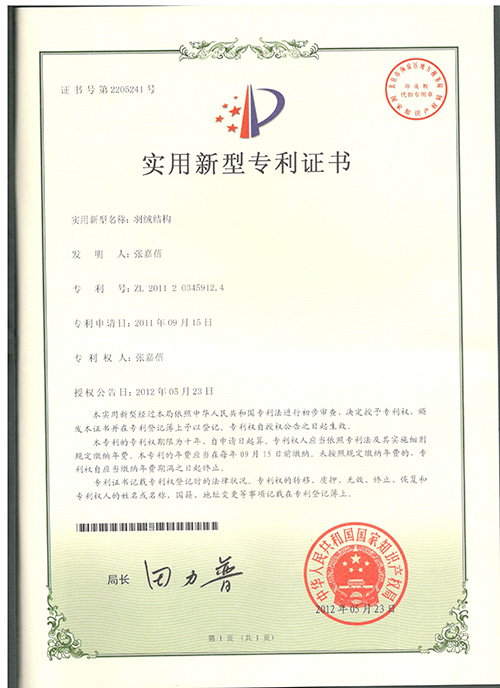 证书号第2205241号
实用新型专利证书
实用新型名称：羽绒结构
发明人：张嘉蓓
专利号：ZL 2011 2 0345912.4
专利申请日：2011年09月15日
专利权人：张嘉蓓
授权公告日：2012年05月23日
本实用新型经过本局依照中华人民共和国专利法进行初步审查，决定授予专利权，颁
发本证书并在专利登记簿上予以登记。专利权自授权公告之日起生效。
本专利的专利权期限为十年，自申请日起算。专利权人应当依照专利法及其实施细则
规定缴纳年费。本专利的年费应当在每年09月15日前缴纳。未按照规定缴纳年费的，专
利权自应当缴纳年费期满之日起终止。
专利证书记载专利权登记时的法律状况。专利权的转移、质押、无效、终止、恢复和
专利权人的姓名或名称、国籍、地址变更等事项记载在专利登记簿上。
局长 田力普
中华人民共和国国家知识产权局
2012年05月23日
第1页（共1页）